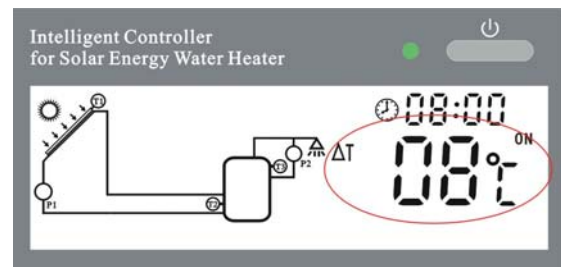 Intelligent Controller
for Solar Energy Water Heater
T1
08:00
ON
ΔT
08℃
T3
P2
P1
T2